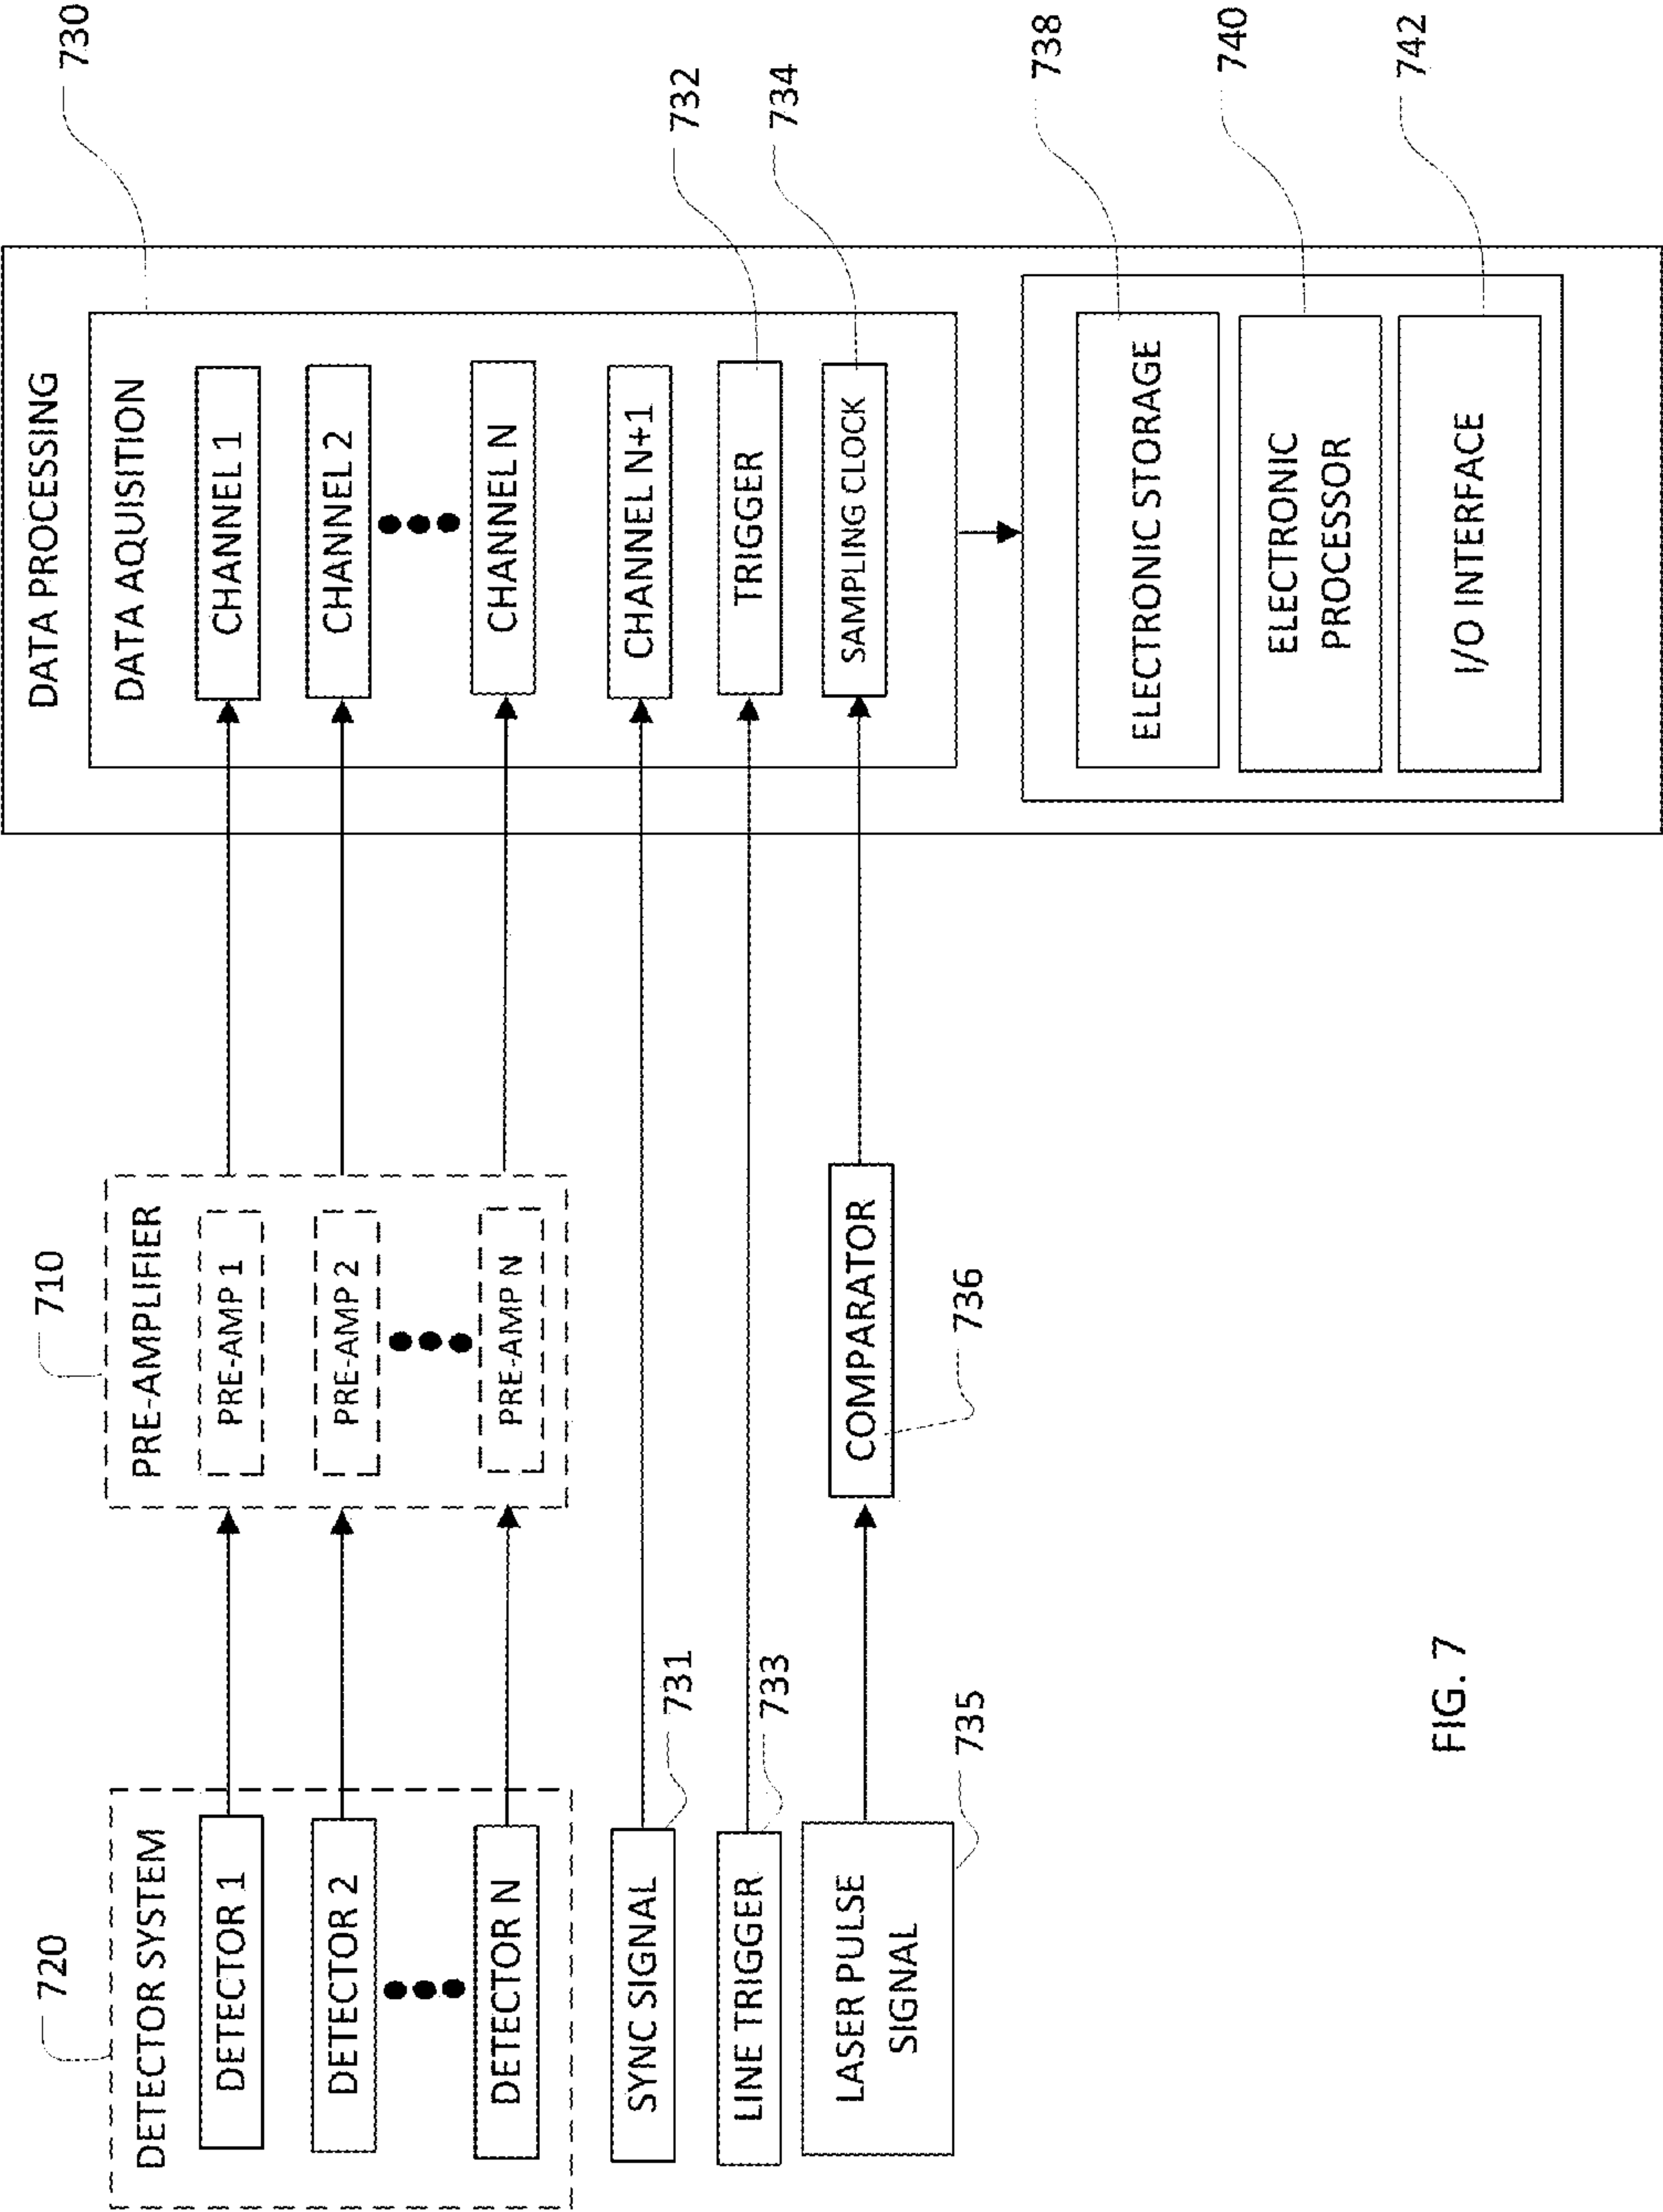 720
DETECTOR SYSTEM
DETECTOR 1
DETECTOR 2
DETECTOR N
SYNC SIGNAL
731
LINE TRIGGER
733
LASER PULSE
SIGNAL
735
710
PRE-AMPLIFIER
PRE-AMP 1
PRE-AMP 2
PRE-AMP N
COMPARATOR
736
DATA PROCESSING
730
DATA AQUISITION
CHANNEL 1
CHANNEL 2
CHANNEL N
CHANNEL N+1
TRIGGER
732
SAMPLING CLOCK
734
ELECTRONIC STORAGE
738
ELECTRONIC
PROCESSOR
740
I/O INTERFACE
742
FIG. 7